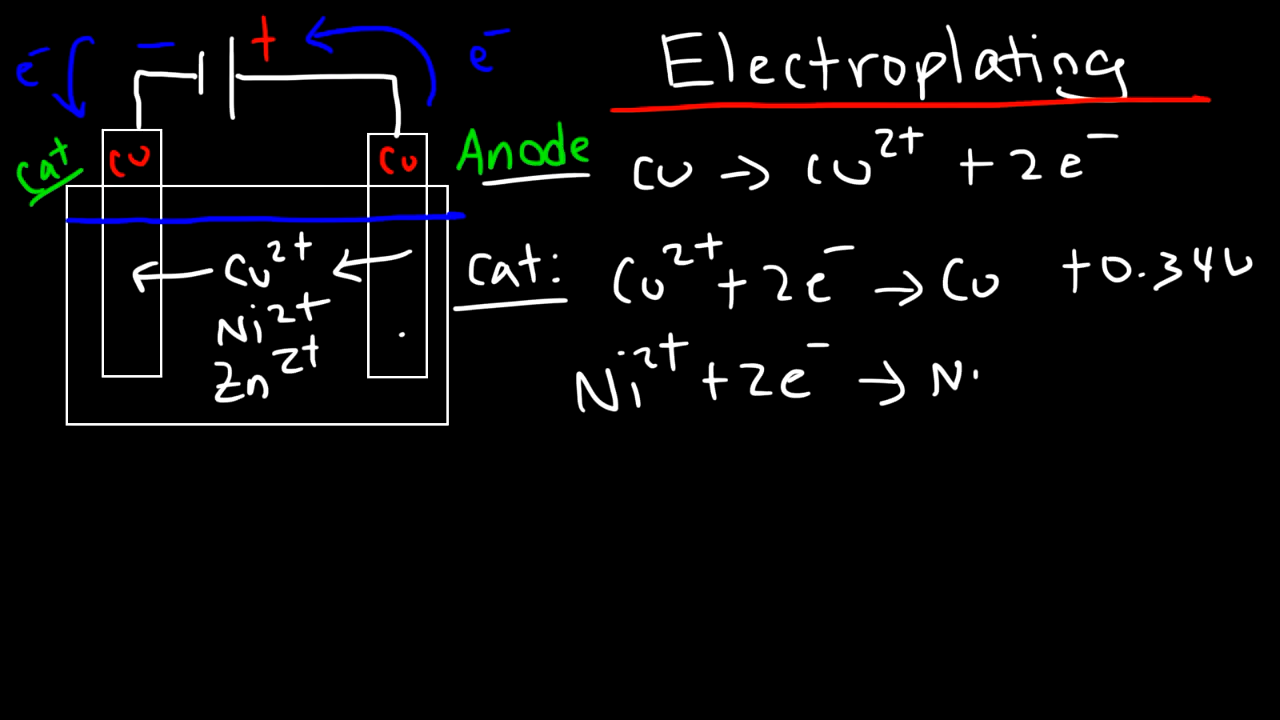 Electroplating
e⁻ − + e⁻
Cat Cu Cu Anode Cu → Cu²⁺ + 2e⁻
← Cu²⁺ ←
Ni²⁺
Zn²⁺
Cat: Cu²⁺ + 2e⁻ → Cu +0.34V
Ni²⁺ + 2e⁻ → Ni